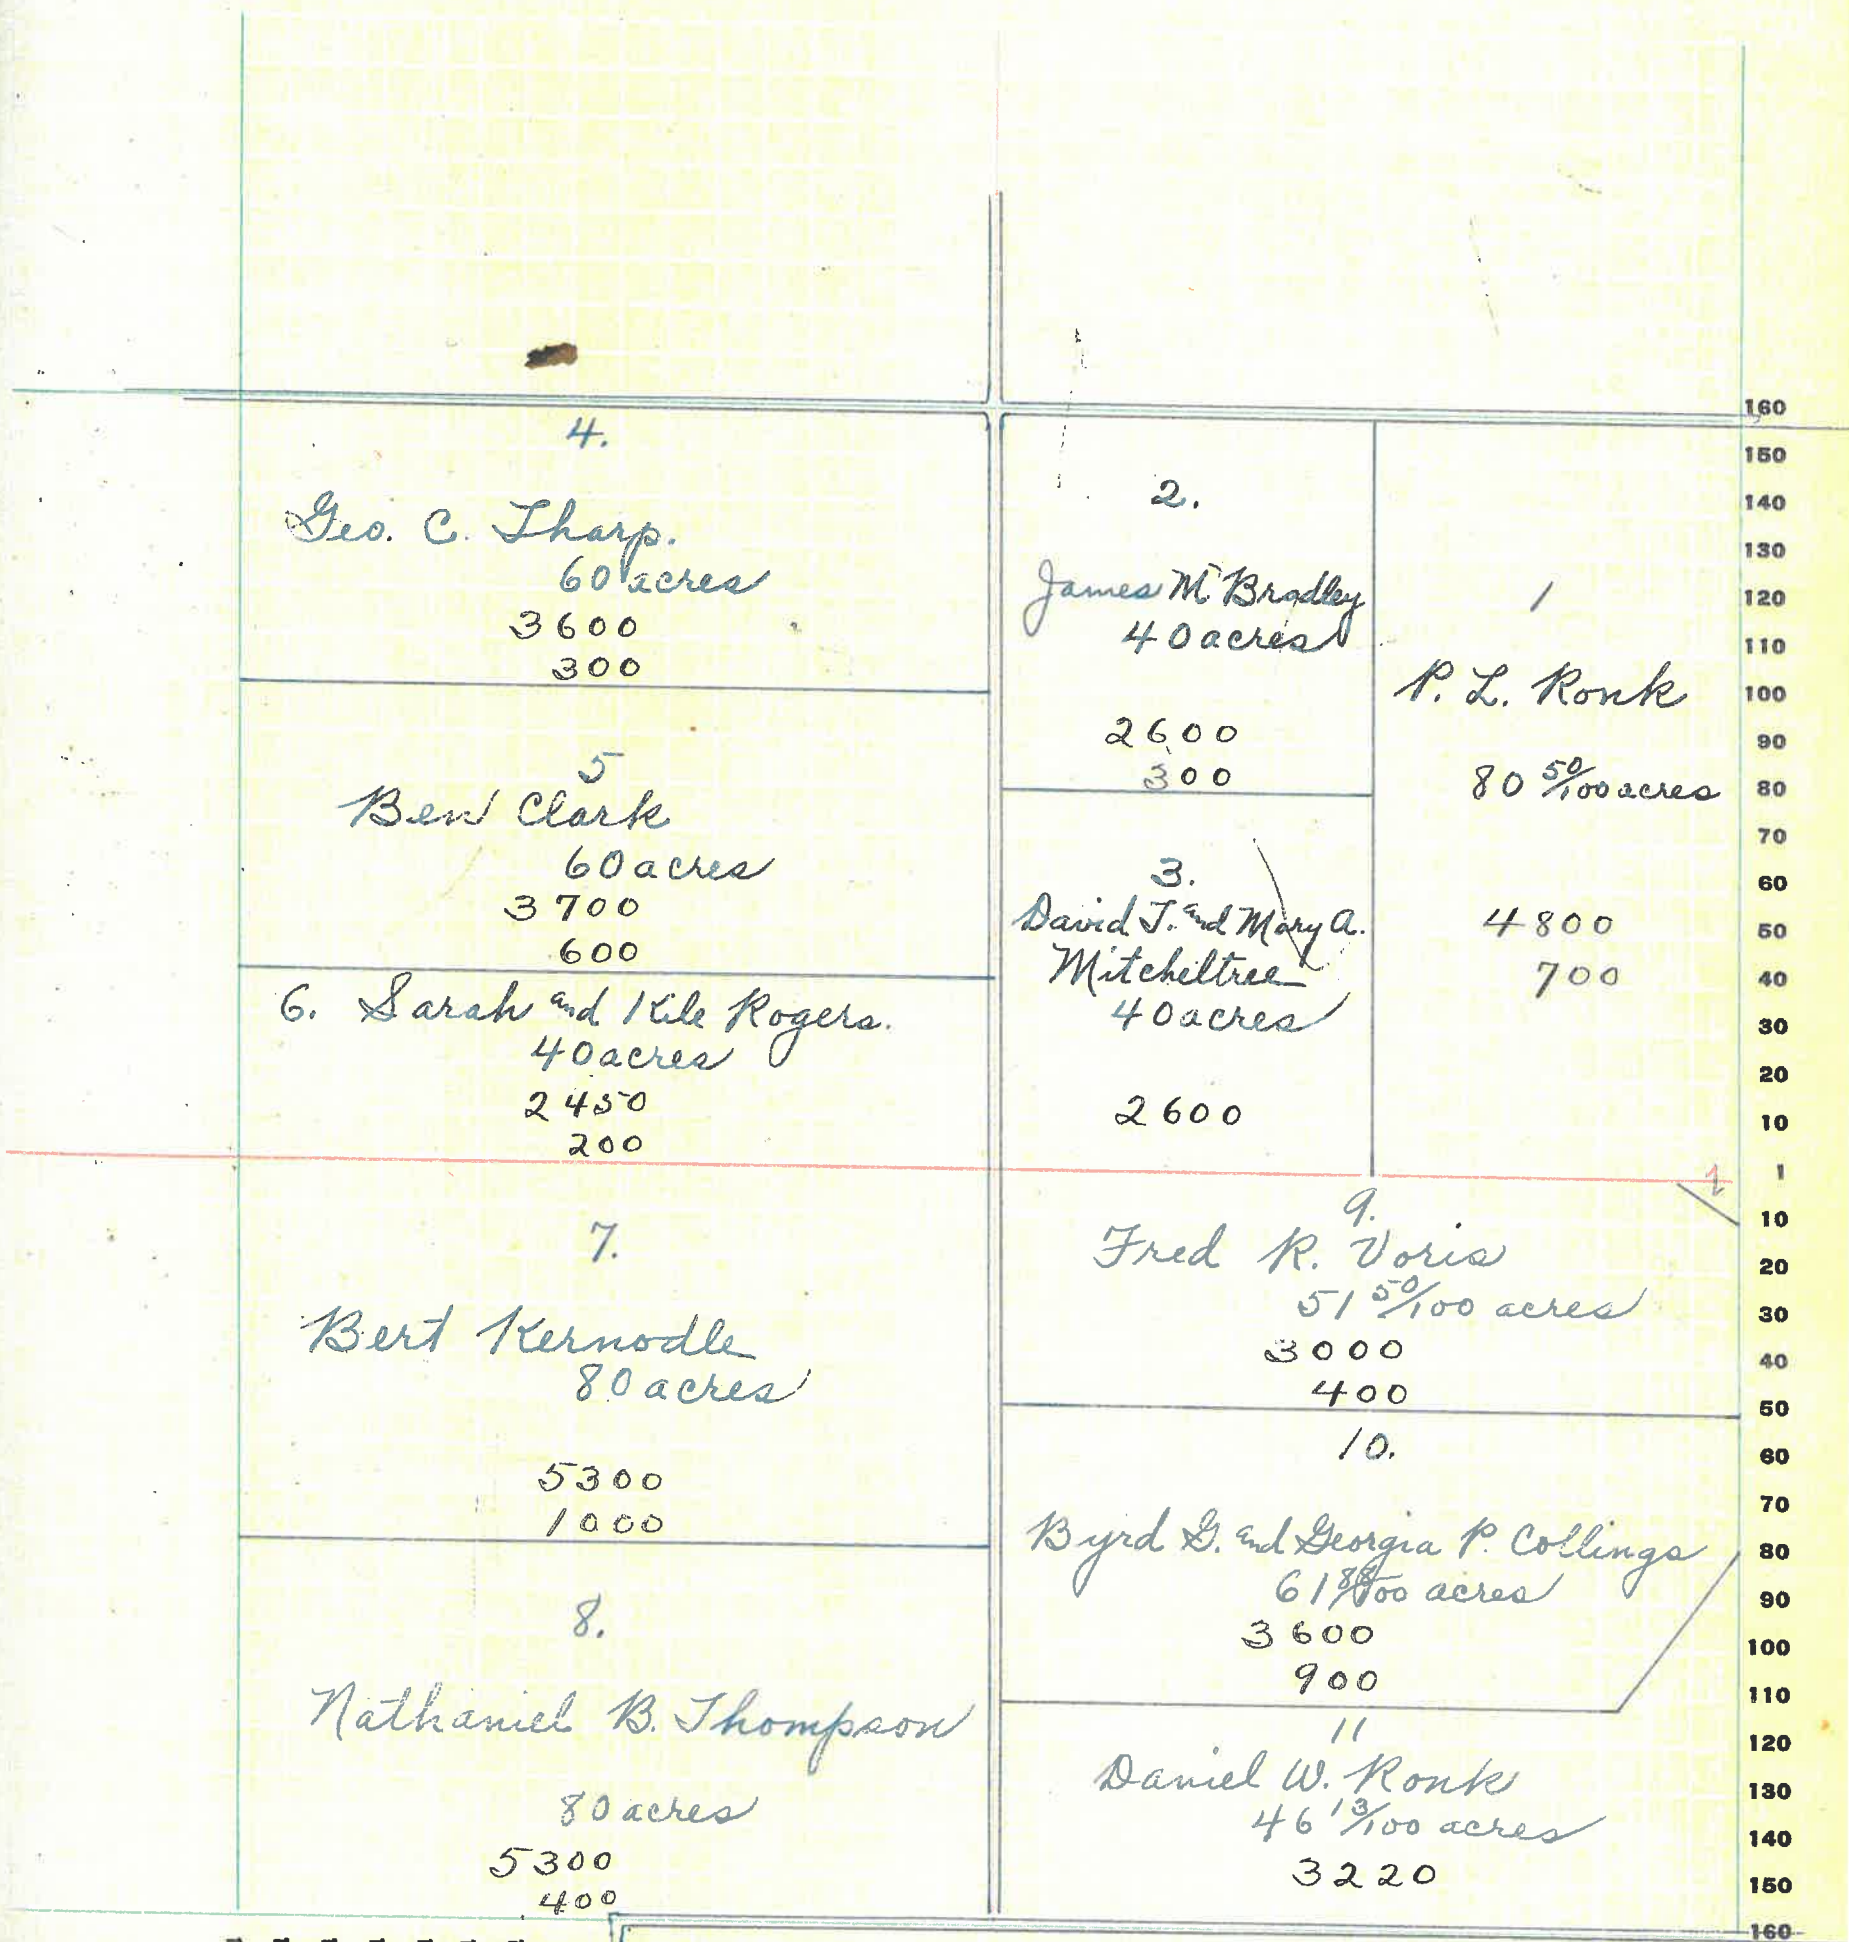 4.
Geo. C. Tharp.
60 acres
3600
300
5
Ben Clark
60 acres
3700
600
6. Sarah and Kile Rogers.
40 acres
2450
200
7.
Bert Kernodle
80 acres
5300
1000
8.
Nathaniel B. Thompson
80 acres
5300
400
2.
James M Bradley
40 acres
2600
300
3.
David T. and Mary A.
Mitcheltree
40 acres
2600
1
P. L. Ronk
80 50/100 acres
4800
700
9.
Fred R. Voris
51 50/100 acres
3000
400
10.
Byrd G. and Georgia P. Collings
61 88/100 acres
3600
900
11
Daniel W. Ronk
46 13/100 acres
3220
160
150
140
130
120
110
100
90
80
70
60
50
40
30
20
10
1
10
20
30
40
50
60
70
80
90
100
110
120
130
140
150
160